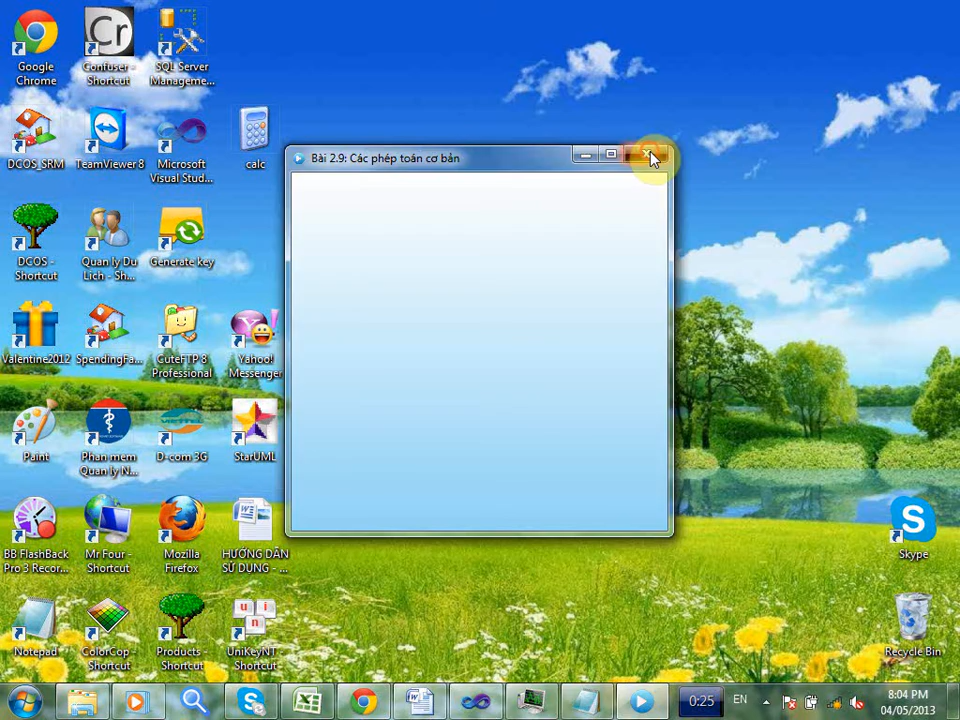 Google
Chrome
Cr
Confuser -
Shortcut
SQL Server
Manageme...
DCOS_SRM
TeamViewer 8
Microsoft
Visual Stud...
calc
Bài 2.9: Các phép toán cơ bản
DCOS -
Shortcut
Quan ly Du
Lich - Sh...
Generate key
Valentine2012
SpendingFa...
CuteFTP 8
Professional
Yahoo!
Messenger
Paint
Phan mem
Quan ly N...
D-com 3G
StarUML
BB FlashBack
Pro 3 Recor...
Mr Four -
Shortcut
Mozilla
Firefox
HƯỚNG DẪN
SỬ DỤNG - ...
Skype
Notepad
ColorCop -
Shortcut
Products -
Shortcut
UniKeyNT -
Shortcut
Recycle Bin
0:25
EN
8:04 PM
04/05/2013